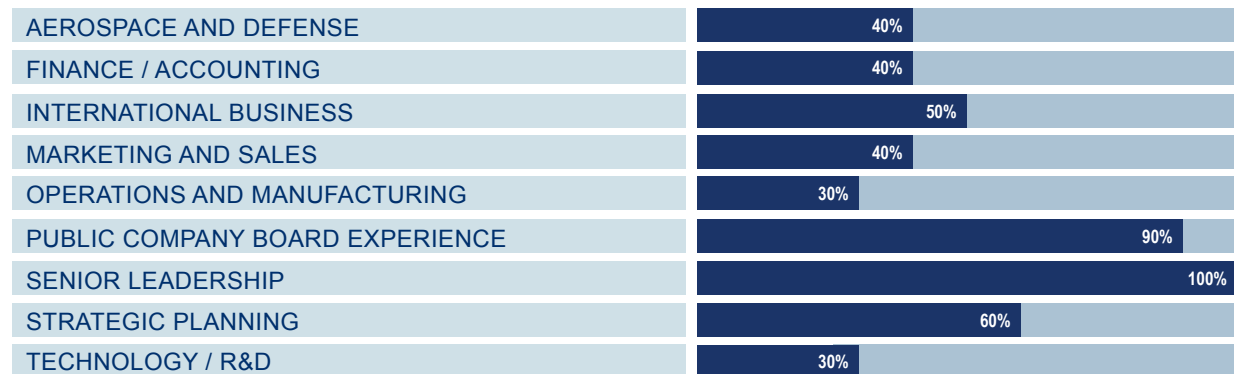 AEROSPACE AND DEFENSE 40%
FINANCE / ACCOUNTING 40%
INTERNATIONAL BUSINESS 50%
MARKETING AND SALES 40%
OPERATIONS AND MANUFACTURING 30%
PUBLIC COMPANY BOARD EXPERIENCE 90%
SENIOR LEADERSHIP 100%
STRATEGIC PLANNING 60%
TECHNOLOGY / R&D 30%